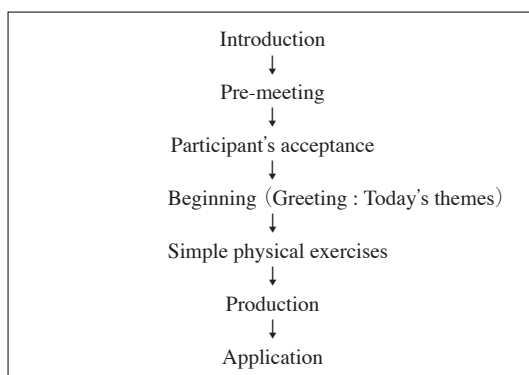 Introduction
↓
Pre-meeting
↓
Participant’s acceptance
↓
Beginning（Greeting : Today’s themes）
↓
Simple physical exercises
↓
Production
↓
Application